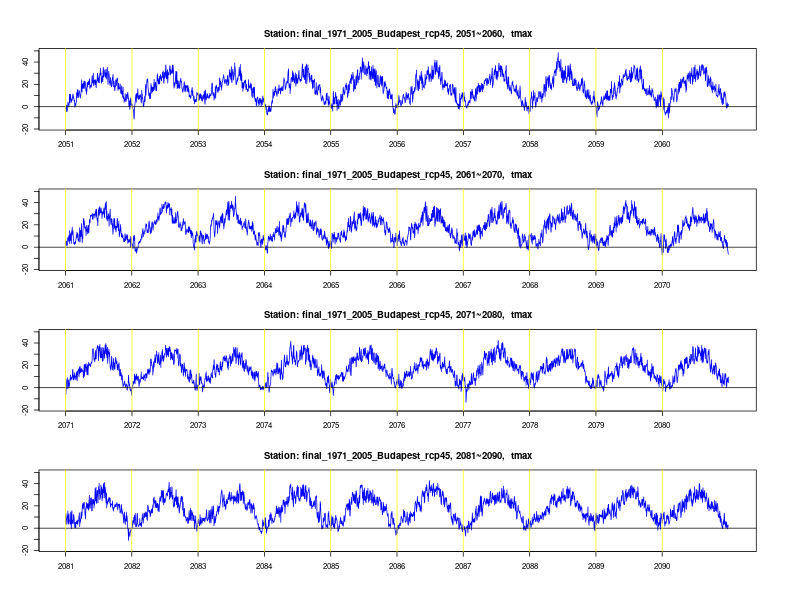 Station: final_1971_2005_Budapest_rcp45, 2051~2060, tmax
40
20
0
-20
2051 2052 2053 2054 2055 2056 2057 2058 2059 2060
Station: final_1971_2005_Budapest_rcp45, 2061~2070, tmax
40
20
0
-20
2061 2062 2063 2064 2065 2066 2067 2068 2069 2070
Station: final_1971_2005_Budapest_rcp45, 2071~2080, tmax
40
20
0
-20
2071 2072 2073 2074 2075 2076 2077 2078 2079 2080
Station: final_1971_2005_Budapest_rcp45, 2081~2090, tmax
40
20
0
-20
2081 2082 2083 2084 2085 2086 2087 2088 2089 2090